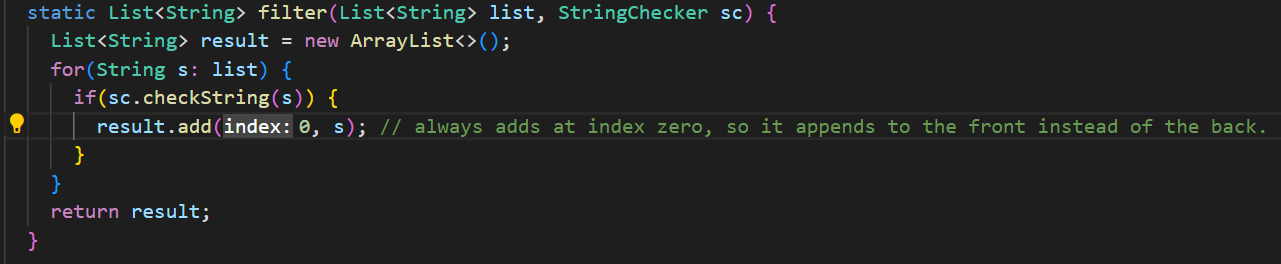 static List<String> filter(List<String> list, StringChecker sc) {
List<String> result = new ArrayList<>();
for(String s: list) {
if(sc.checkString(s)) {
result.add(index: 0, s); // always adds at index zero, so it appends to the front instead of the back.
}
}
return result;
}